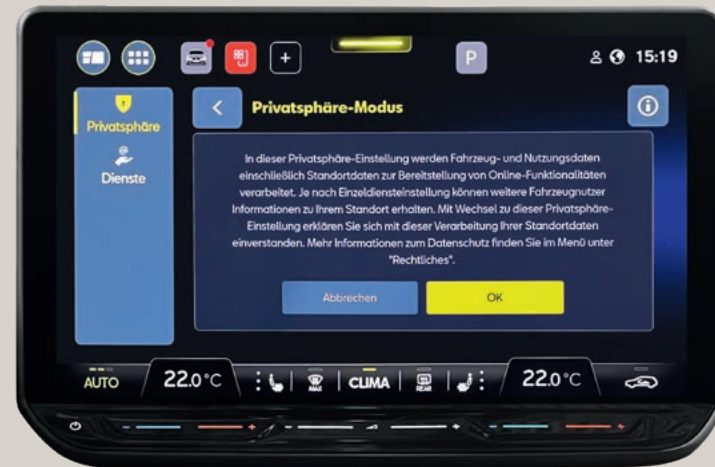 P
15:19
Privatsphäre
Dienste
Privatsphäre-Modus
In dieser Privatsphäre-Einstellung werden Fahrzeug- und Nutzungsdaten
einschließlich Standortdaten zur Bereitstellung von Online-Funktionalitäten
verarbeitet. Je nach Einzeldiensteinstellung können weitere Fahrzeugnutzer
Informationen zu Ihrem Standort erhalten. Mit Wechsel zu dieser Privatsphäre-
Einstellung erklären Sie sich mit dieser Verarbeitung Ihrer Standortdaten
einverstanden. Mehr Informationen zum Datenschutz finden Sie im Menü unter
"Rechtliches".
Abbrechen
OK
AUTO
22.0°C
MAX
CLIMA
REAR
22.0°C